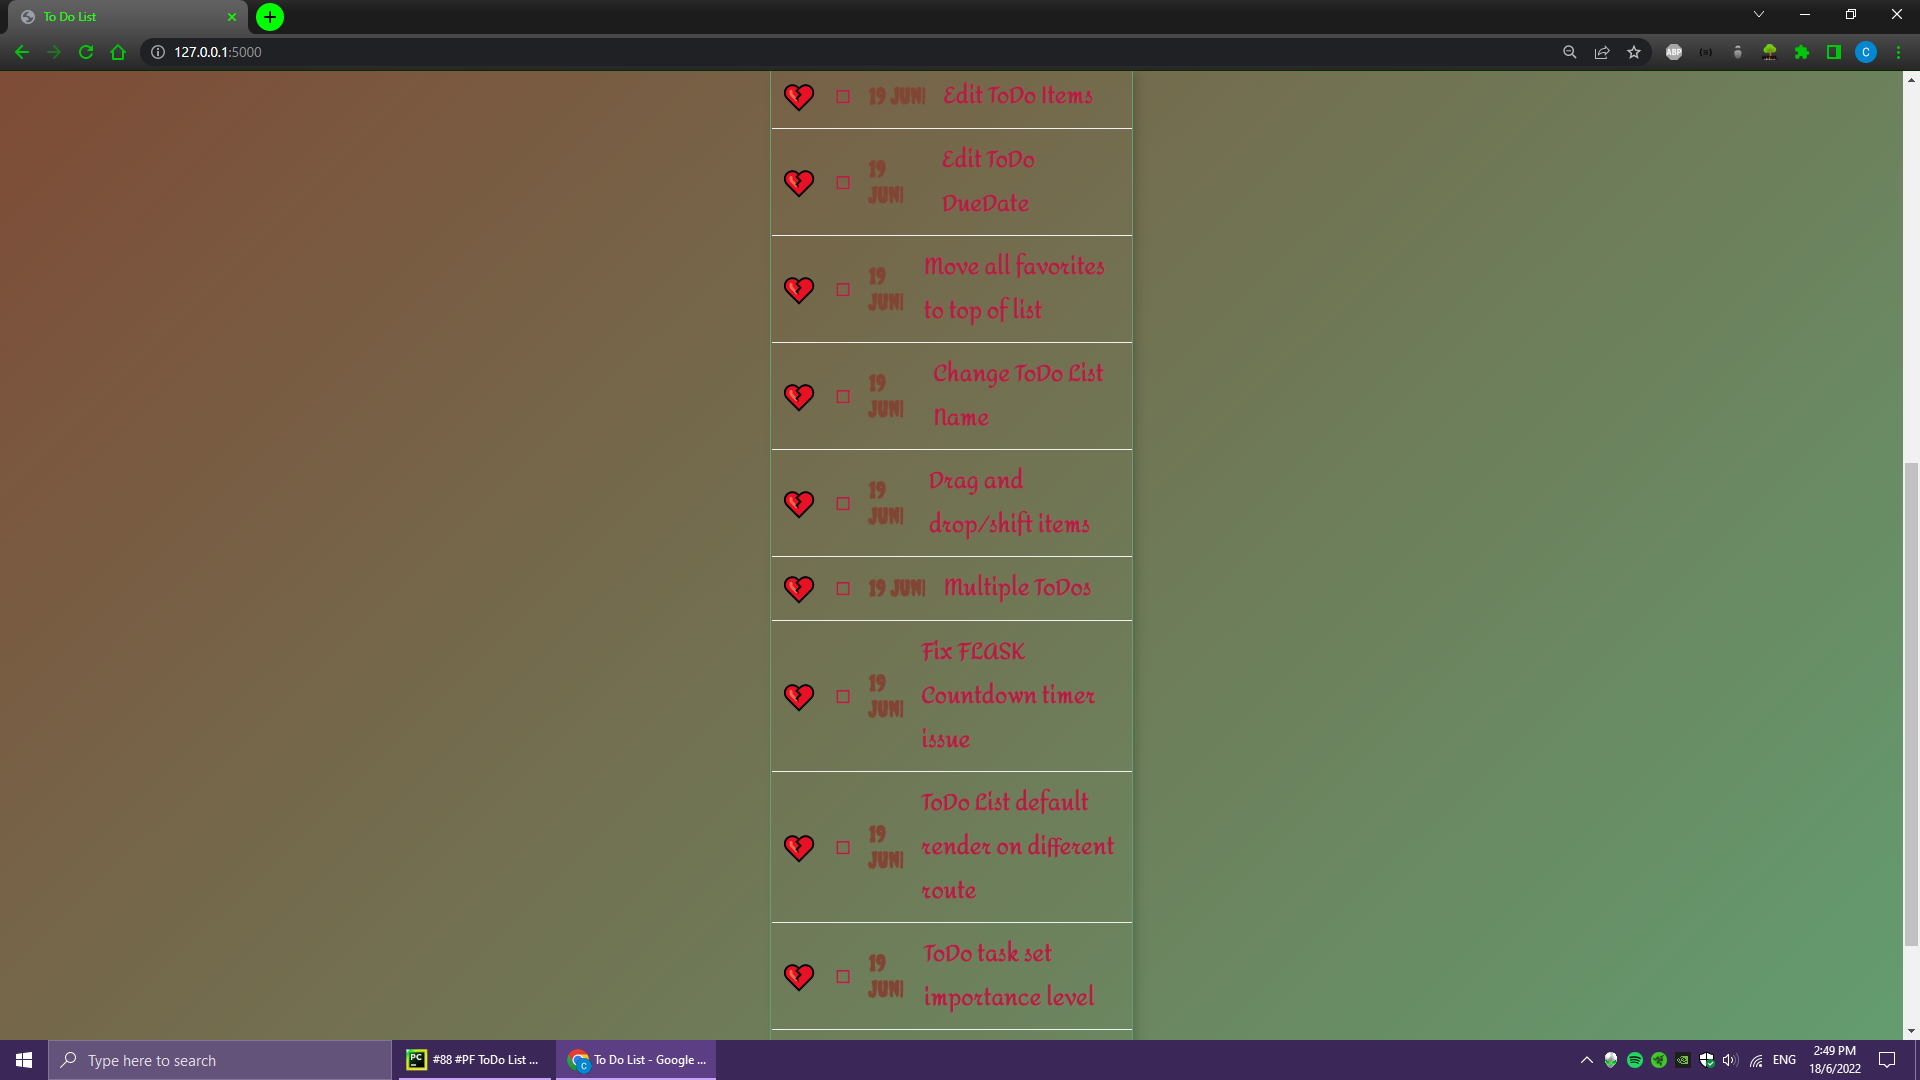 To Do List
127.0.0.1:5000
ABP
C
19 JUN| Edit ToDo Items
19 JUN| Edit ToDo
DueDate
19 JUN| Move all favorites
to top of list
19 JUN| Change ToDo List
Name
19 JUN| Drag and
drop/shift items
19 JUN| Multiple ToDos
19 JUN| Fix FLASK
Countdown timer
issue
19 JUN| ToDo List default
render on different
route
19 JUN| ToDo task set
importance level
Type here to search
PC
#88 #PF ToDo List ...
C
To Do List - Google ...
ENG
2:49 PM
18/6/2022